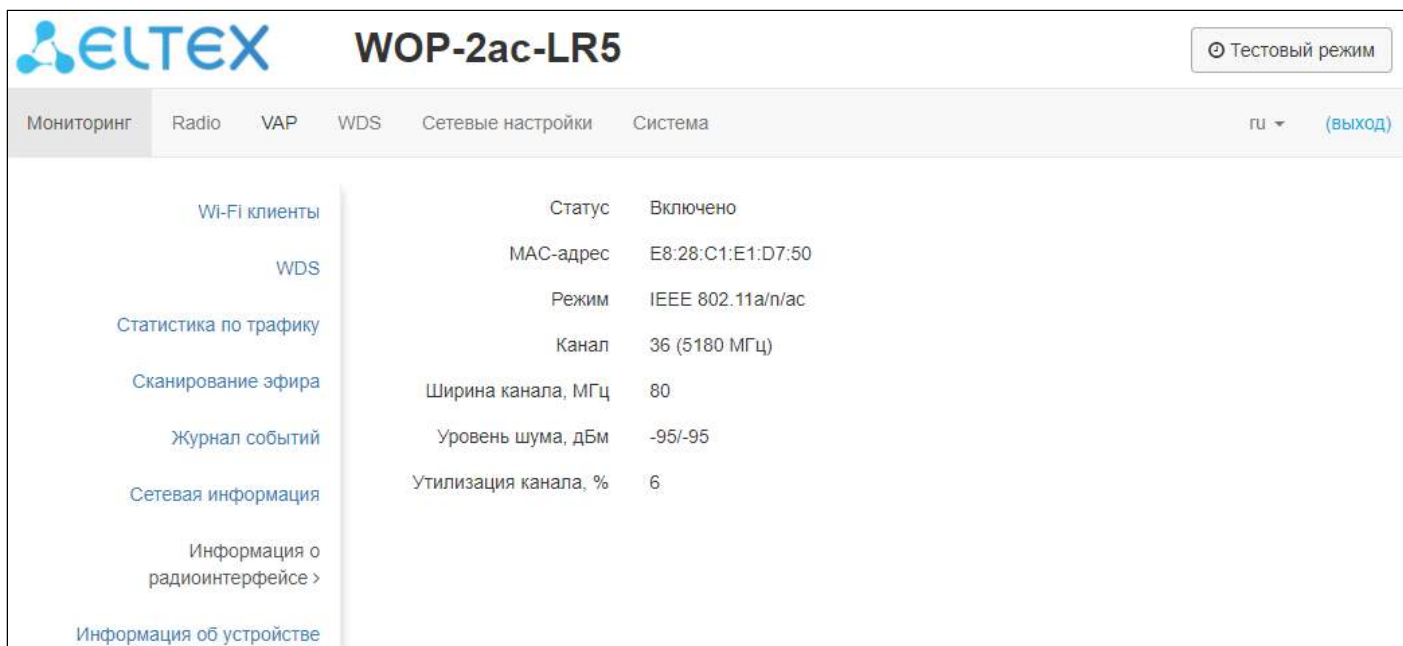 ELTEX WOP-2ac-LR5 Тестовый режим
Мониторинг Radio VAP WDS Сетевые настройки Система ru (выход)
Wi-Fi клиенты
WDS
Статистика по трафику
Сканирование эфира
Журнал событий
Сетевая информация
Информация о
радиоинтерфейсе >
Информация об устройстве
Статус Включено
MAC-адрес E8:28:C1:E1:D7:50
Режим IEEE 802.11a/n/ac
Канал 36 (5180 МГц)
Ширина канала, МГц 80
Уровень шума, дБм -95/-95
Утилизация канала, % 6